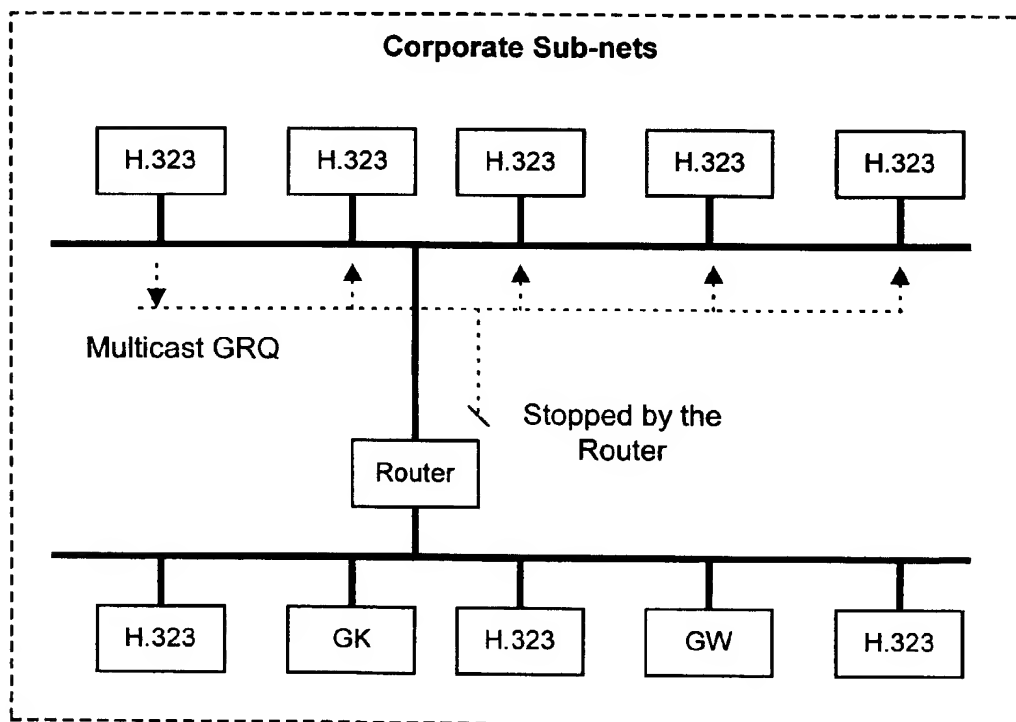 Corporate Sub-nets
H.323
H.323
H.323
H.323
H.323
Multicast GRQ
Stopped by the
Router
Router
H.323
GK
H.323
GW
H.323